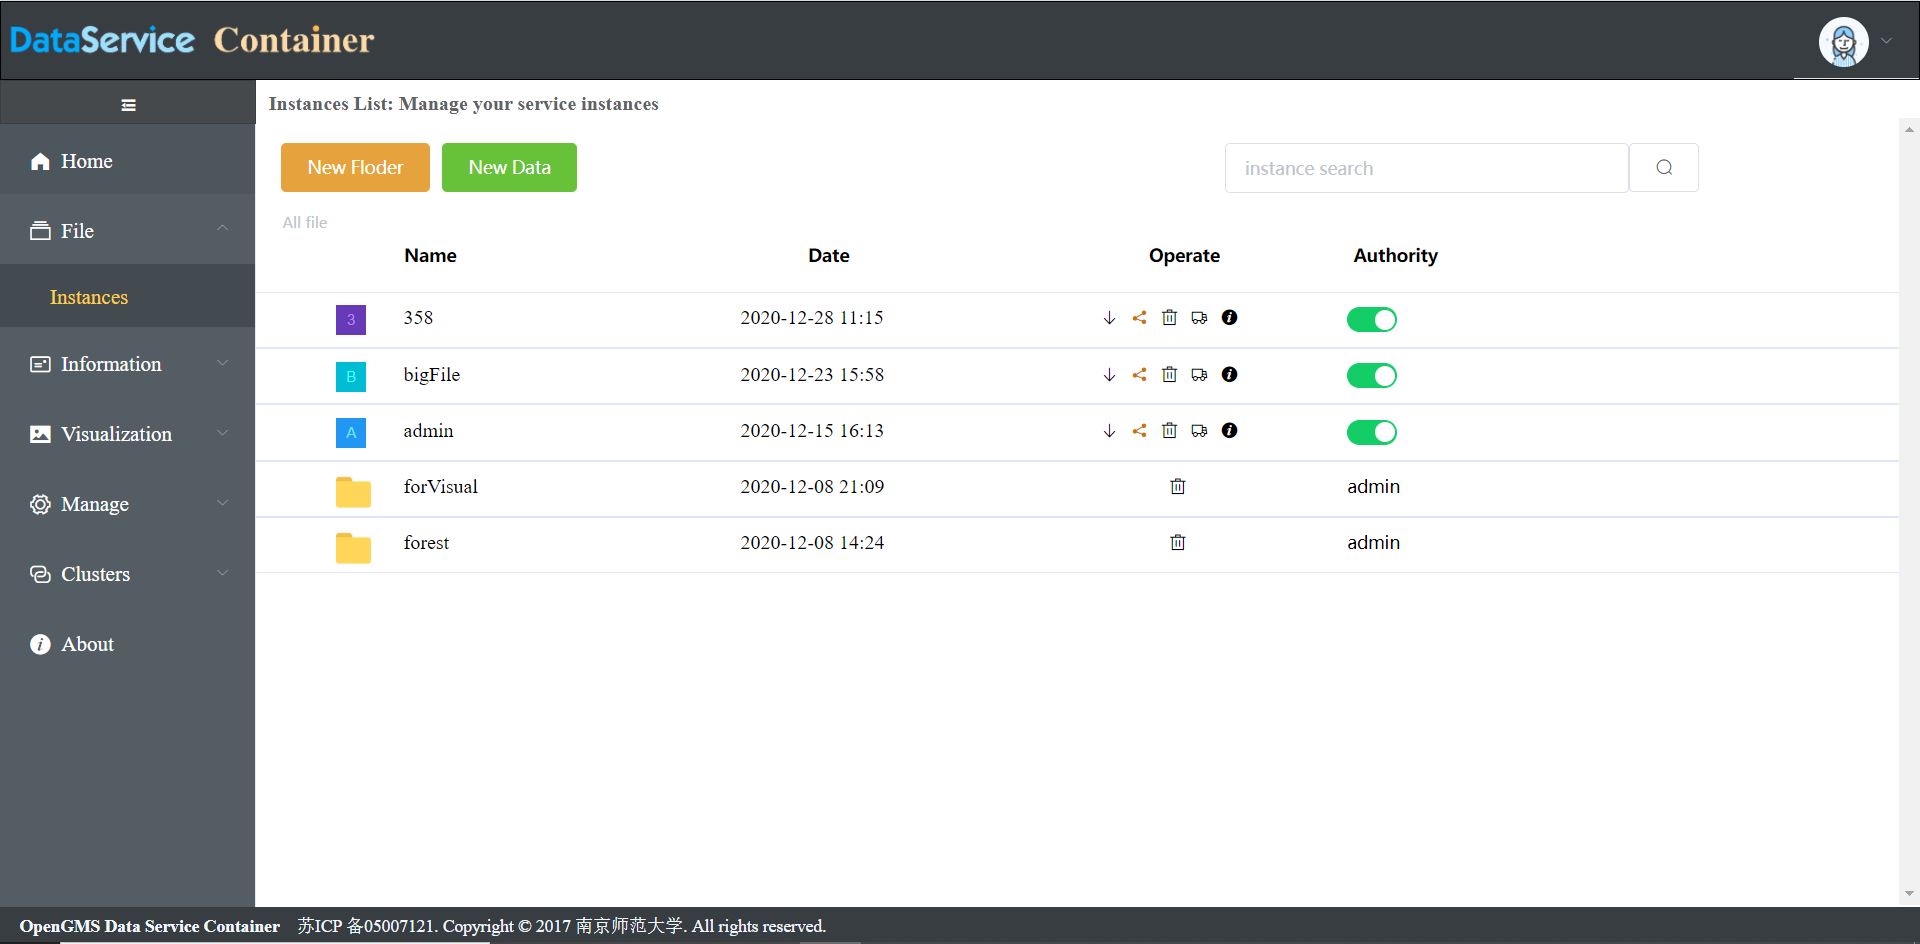 DataService Container
Instances List: Manage your service instances
Home
New Floder
New Data
instance search
File
All file
Name Date Operate Authority
Instances
3 358 2020-12-28 11:15
B bigFile 2020-12-23 15:58
Information
A admin 2020-12-15 16:13
Visualization
forVisual 2020-12-08 21:09 admin
Manage
forest 2020-12-08 14:24 admin
Clusters
About
OpenGMS Data Service Container 苏ICP 备05007121. Copyright © 2017 南京师范大学. All rights reserved.